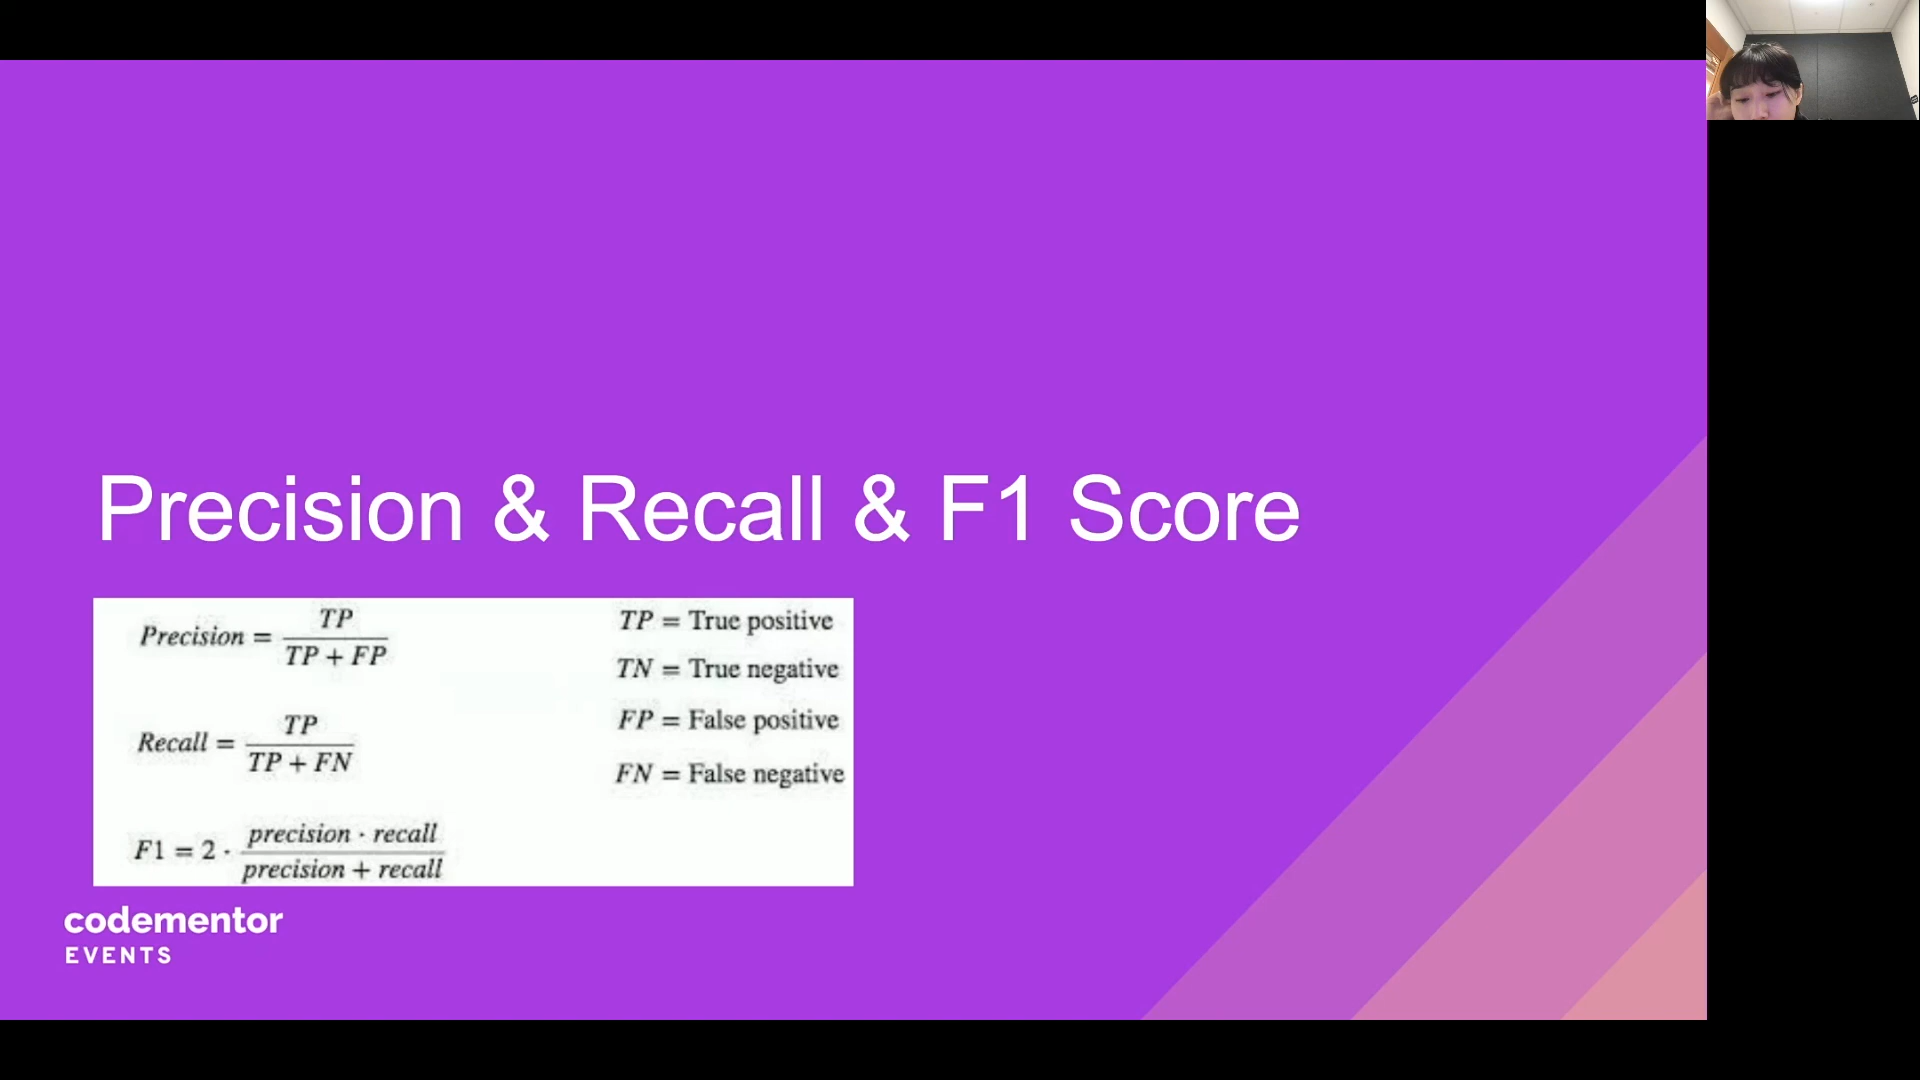 Precision & Recall & F1 Score
Precision = TP / TP + FP
Recall = TP / TP + FN
F1 = 2 · precision · recall / precision + recall
TP = True positive
TN = True negative
FP = False positive
FN = False negative
codementor
EVENTS